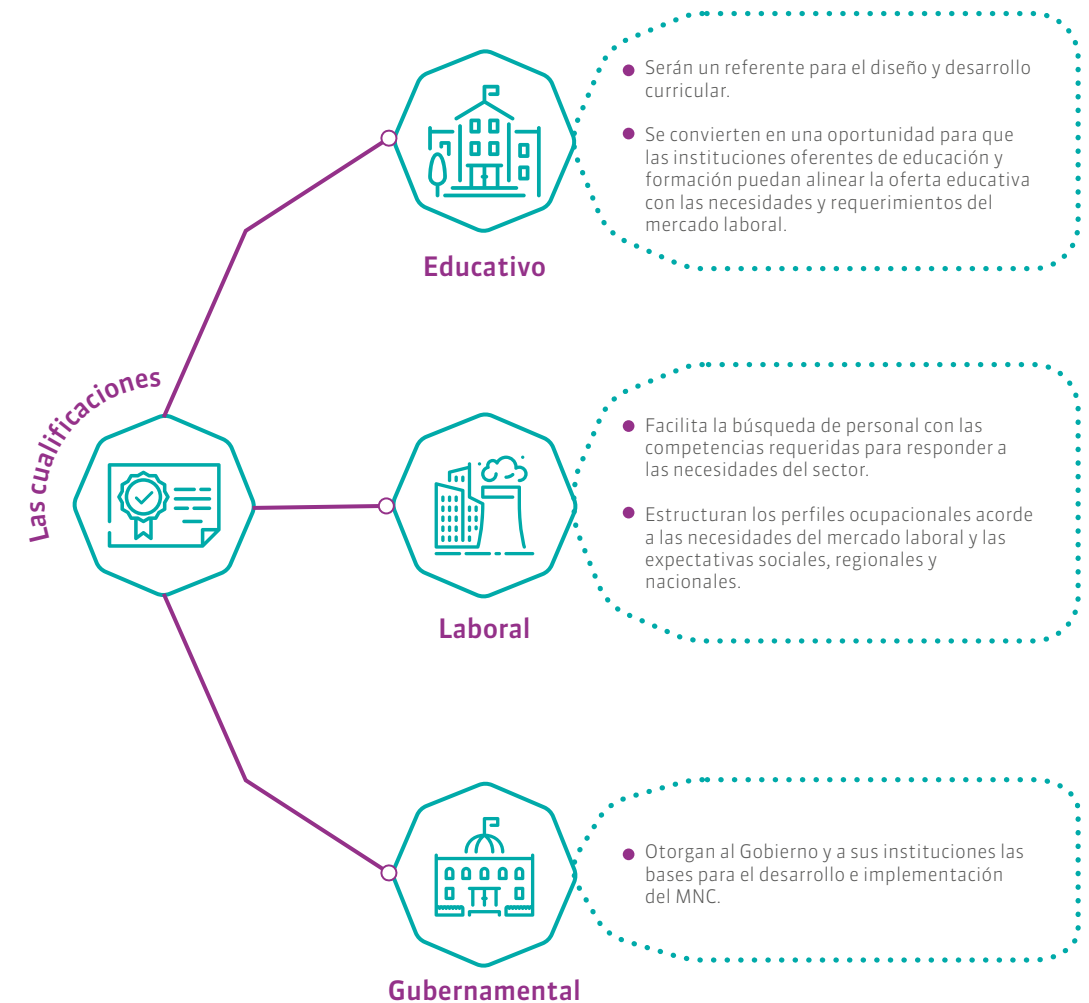 Serán un referente para el diseño y desarrollo
curricular.
Se convierten en una oportunidad para que
las instituciones oferentes de educación y
formación puedan alinear la oferta educativa
con las necesidades y requerimientos del
mercado laboral.
Educativo
Las cualificaciones
Facilita la búsqueda de personal con las
competencias requeridas para responder a
las necesidades del sector.
Estructuran los perfiles ocupacionales acorde
a las necesidades del mercado laboral y las
expectativas sociales, regionales y
nacionales.
Laboral
Otorgan al Gobierno y a sus instituciones las
bases para el desarrollo e implementación
del MNC.
Gubernamental